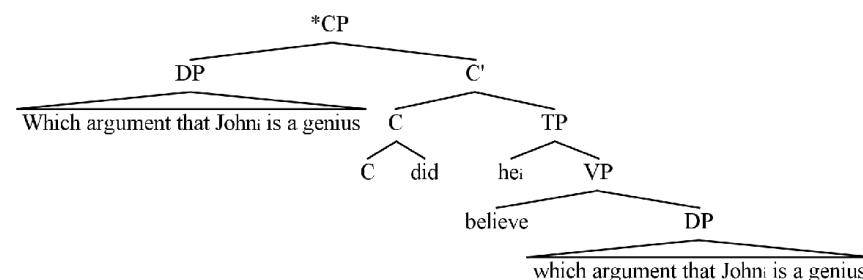 *CP
DP C'
Which argument that Johni is a genius C TP
C did hei VP
believe DP
which argument that Johni is a genius